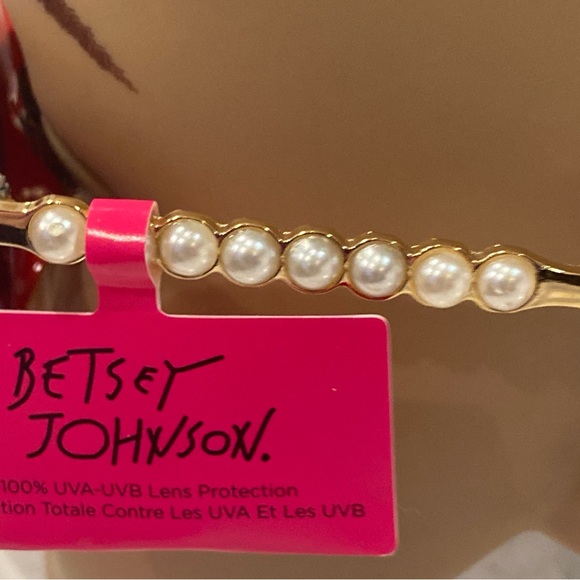 BETSEY
JOHNSON.
100% UVA-UVB Lens Protection
tion Totale Contre Les UVA Et Les UVB